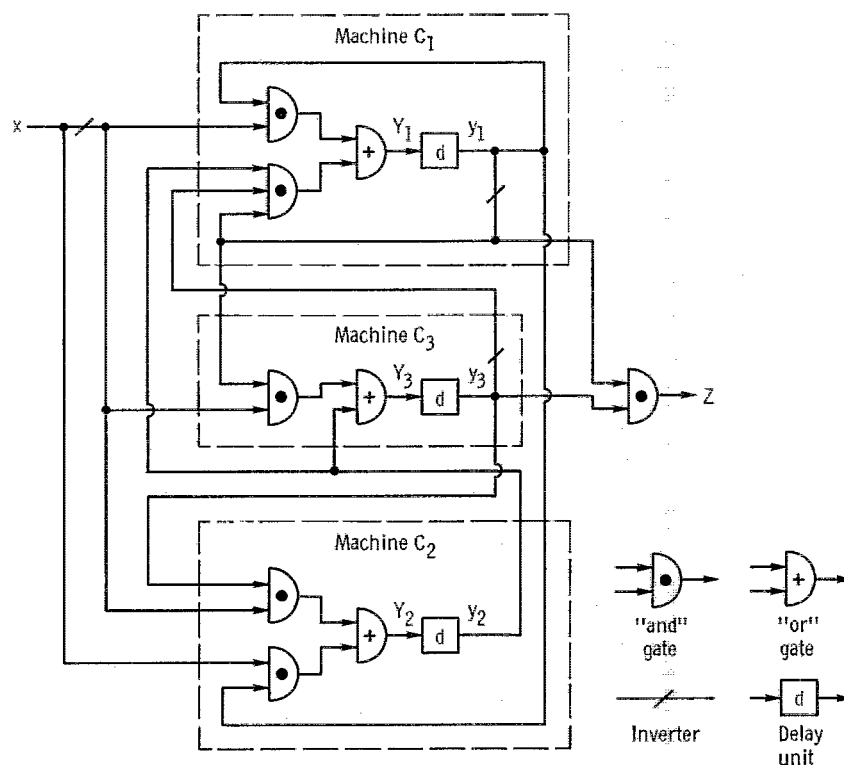 Machine C1
x
Y1
y1
d
+
Machine C3
Y3
y3
+
d
Z
Machine C2
Y2
y2
+
d
+
d
"and" gate
"or" gate
Inverter
Delay unit